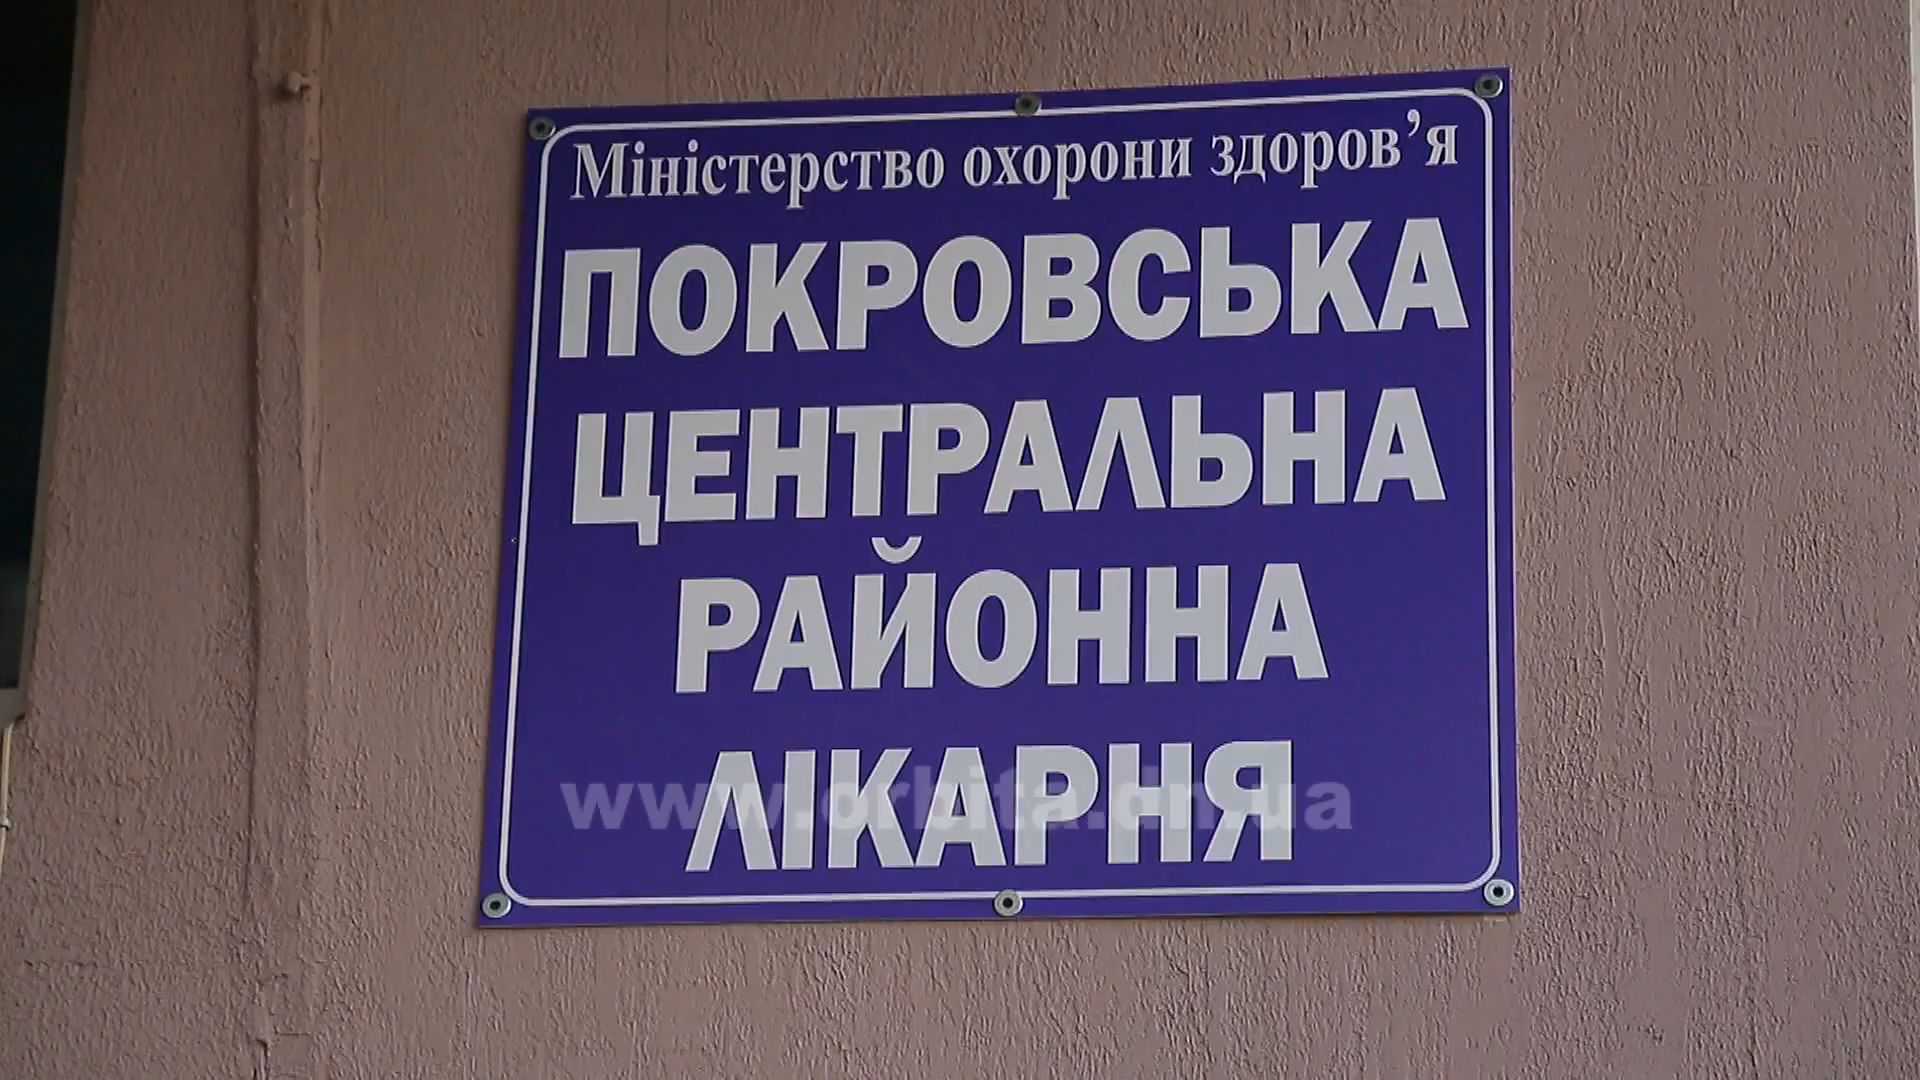 Міністерство охорони здоров’я
ПОКРОВСЬКА
ЦЕНТРАЛЬНА
РАЙОННА
ЛІКАРНЯ
www.orbita.dn.ua